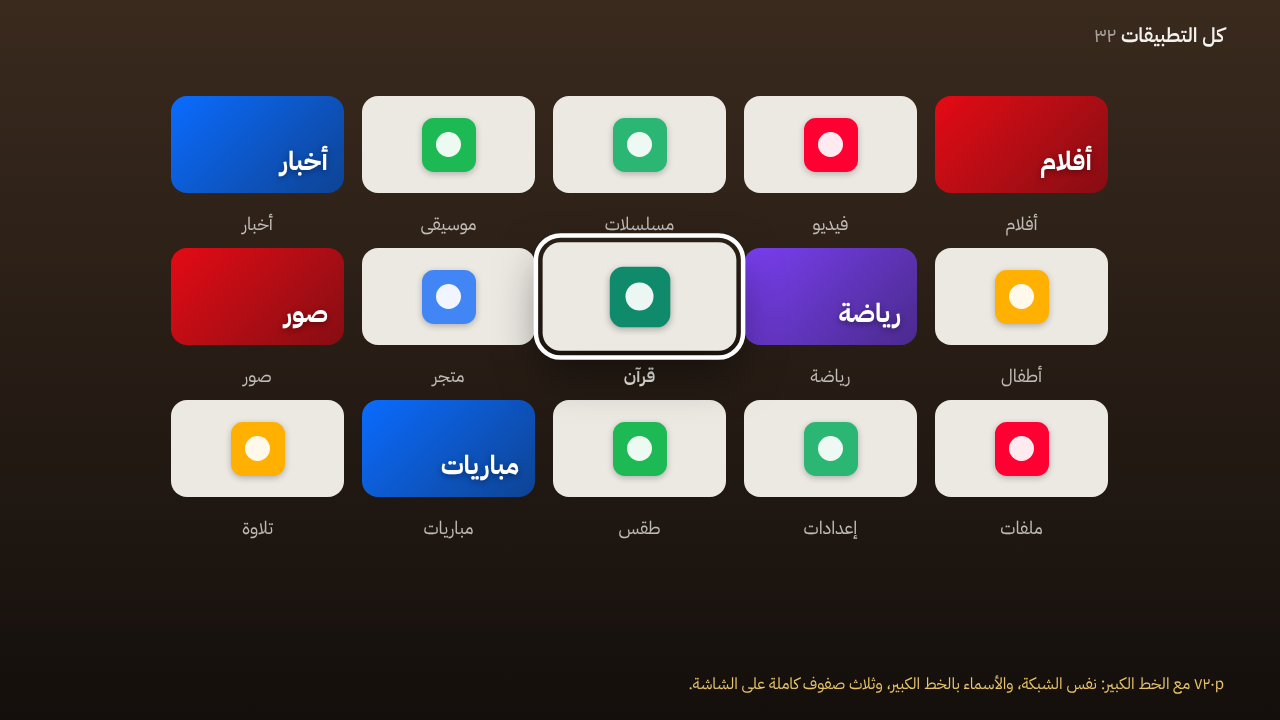 كل التطبيقات ٣٢
أفلام
أخبار
أفلام
فيديو
مسلسلات
موسيقى
أخبار
رياضة
صور
أطفال
رياضة
قرآن
متجر
صور
مباريات
ملفات
إعدادات
طقس
مباريات
تلاوة
٧٢٠p مع الخط الكبير: نفس الشبكة، والأسماء بالخط الكبير، وثلاث صفوف كاملة على الشاشة.